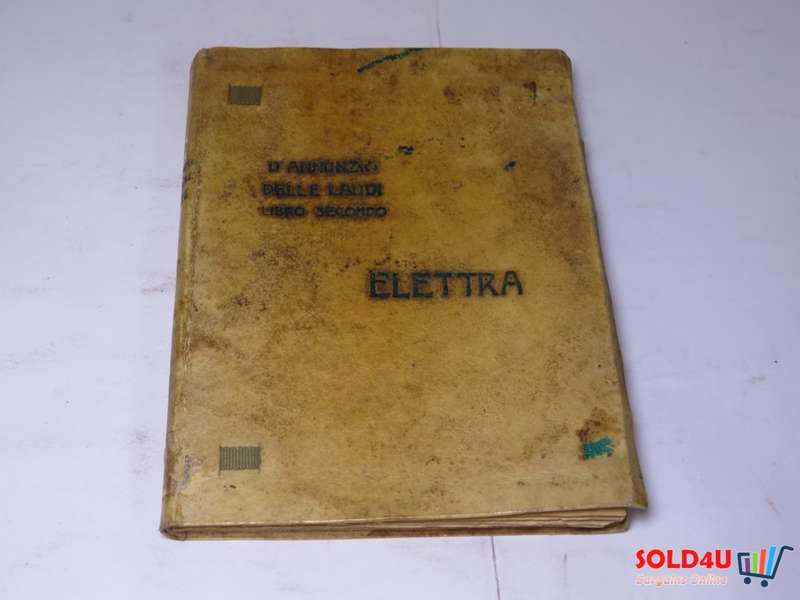 D'ANNUNZIO
DELLE LAUDI
LIBRO SECONDO
ELETTRA
SOLD4U
Bargains Online